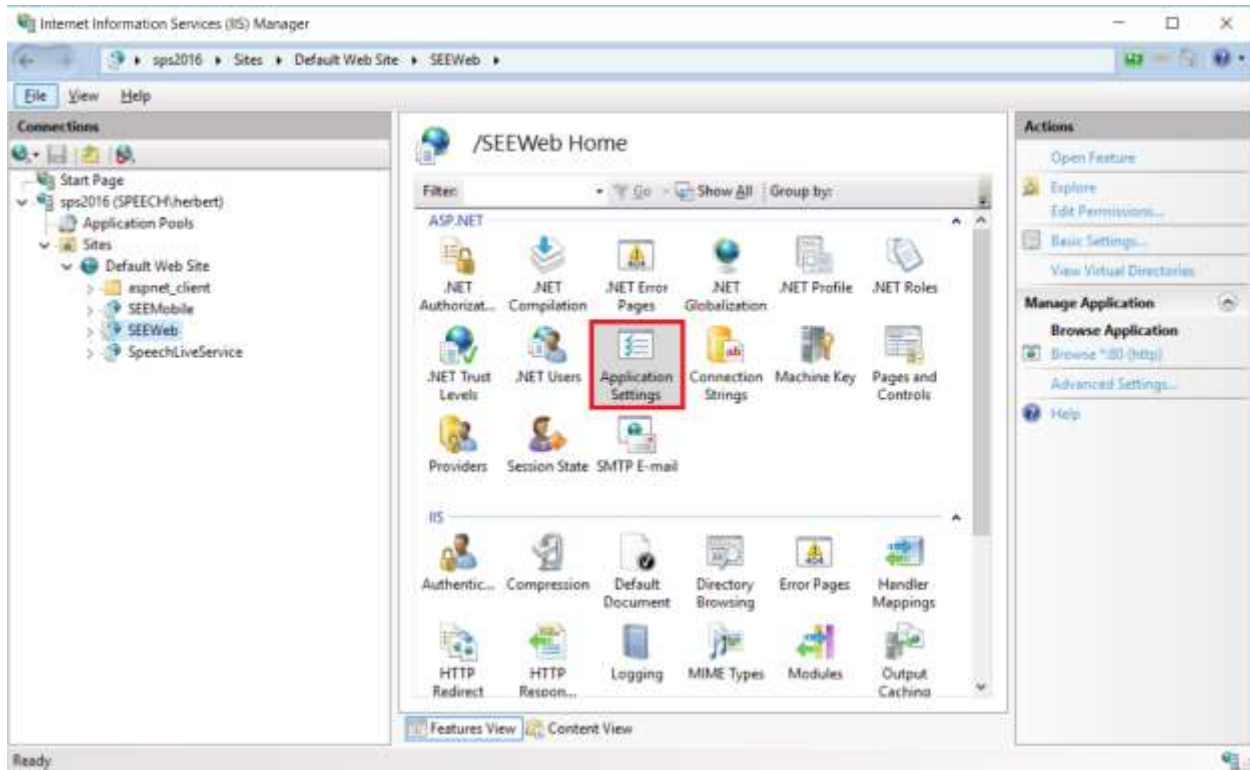 Internet Information Services (IIS) Manager
sps2016 Sites Default Web Site SEEWeb
File View Help
Connections
Start Page
sps2016 (SPEECH\herbert)
Application Pools
Sites
Default Web Site
aspnet_client
SEEMobile
SEEWeb
SpeechLiveService
/SEEWeb Home
Filter: Go Show All Group by:
ASP.NET
.NET Authorizat...
.NET Compilation
.NET Error Pages
.NET Globalization
.NET Profile
.NET Roles
.NET Trust Levels
.NET Users
Application Settings
Connection Strings
Machine Key
Pages and Controls
Providers
Session State
SMTP E-mail
IIS
Authentic...
Compression
Default Document
Directory Browsing
Error Pages
Handler Mappings
HTTP Redirect
HTTP Respon...
Logging
MIME Types
Modules
Output Caching
Features View Content View
Actions
Open Feature
Explore
Edit Permissions...
Basic Settings...
View Virtual Directories
Manage Application
Browse Application
Browse *:80 (http)
Advanced Settings...
Help
Ready